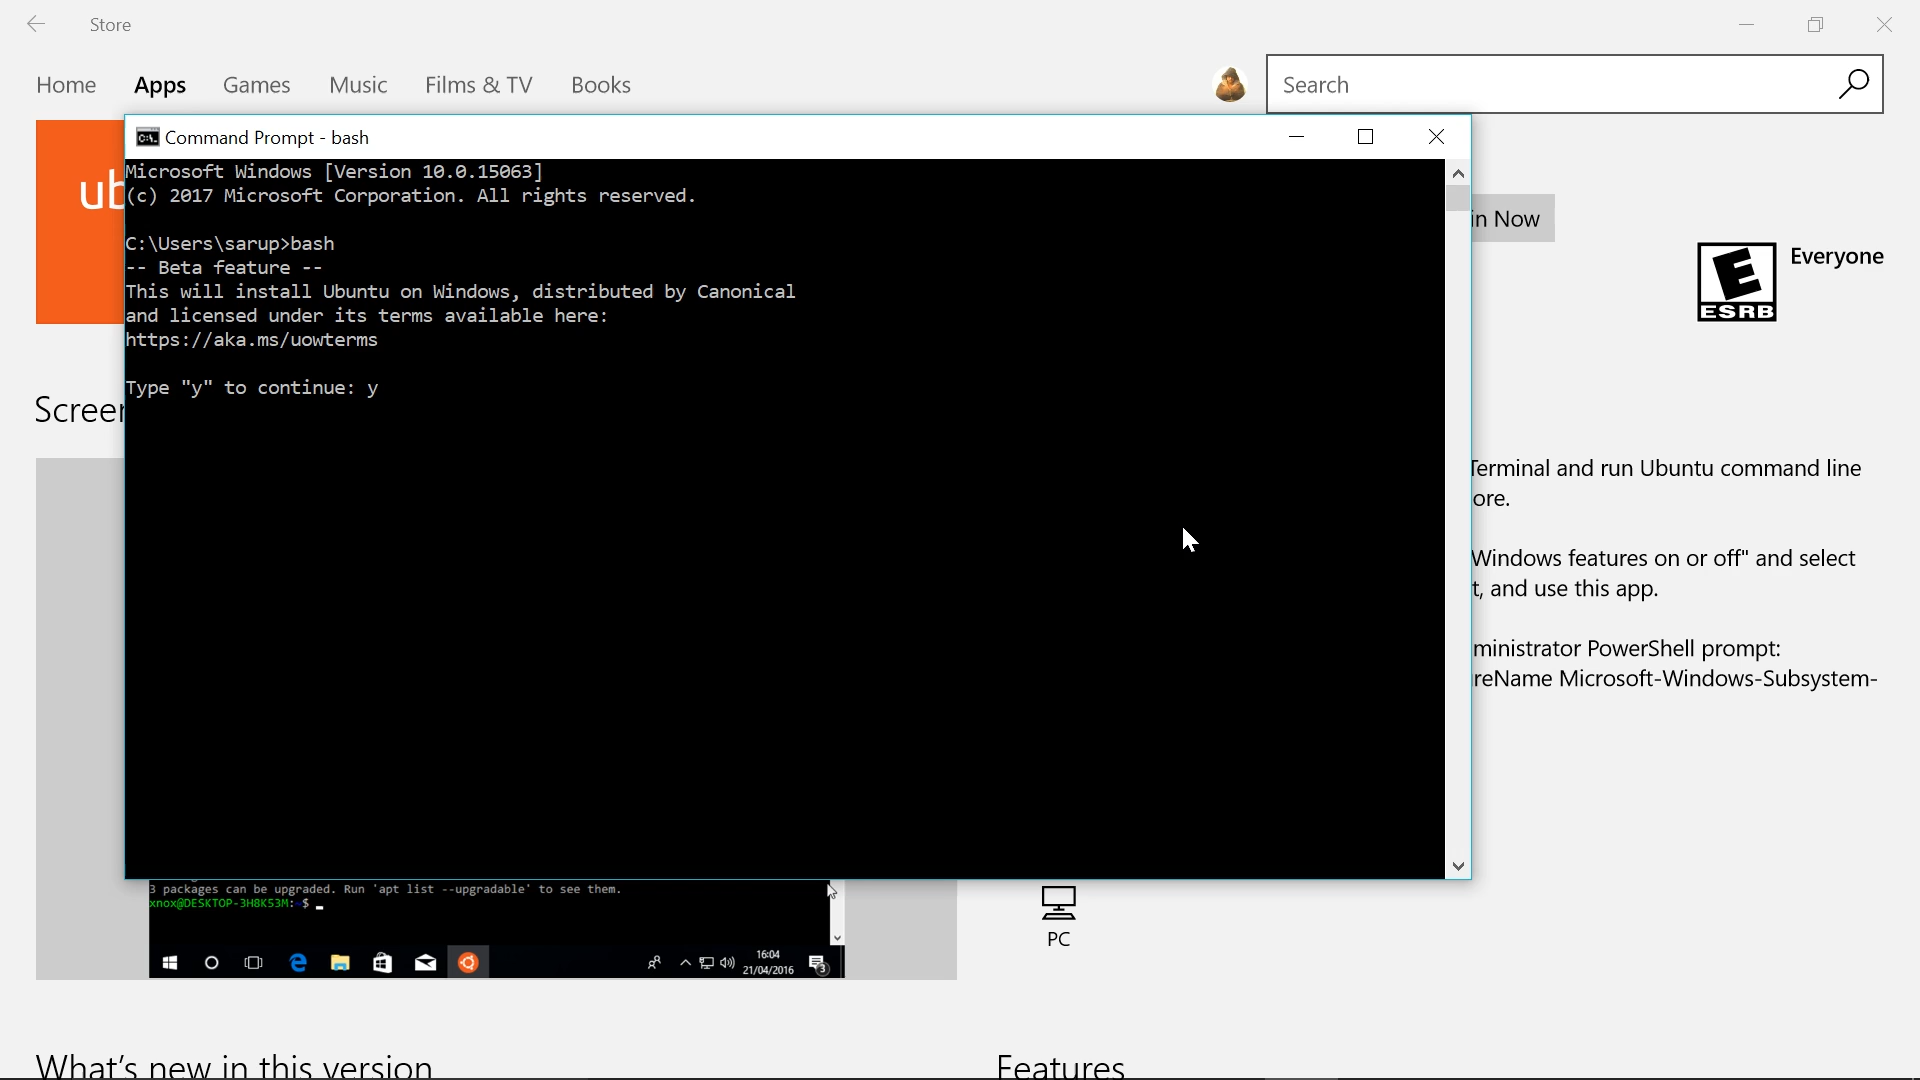 Store
Home Apps Games Music Films & TV Books
Search
Command Prompt - bash
Microsoft Windows [Version 10.0.15063]
(c) 2017 Microsoft Corporation. All rights reserved.
C:\Users\sarup>bash
-- Beta feature --
This will install Ubuntu on Windows, distributed by Canonical
and licensed under its terms available here:
https://aka.ms/uowterms
Type "y" to continue: y
ub
in Now
E
ESRB
Everyone
Screen
Terminal and run Ubuntu command line
ore.
Windows features on or off" and select
t, and use this app.
ministrator PowerShell prompt:
reName Microsoft-Windows-Subsystem-
3 packages can be upgraded. Run 'apt list --upgradable' to see them.
xnox@DESKTOP-3H8K53M:~$
16:04
21/04/2016
3
PC
What's new in this version
Features